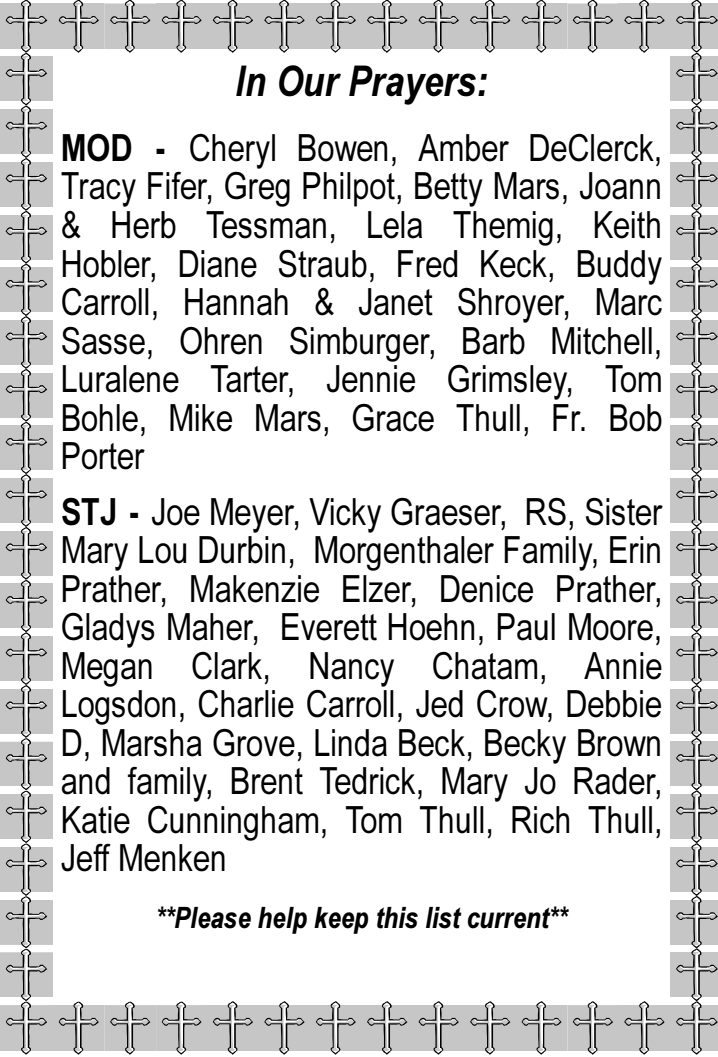 In Our Prayers:
MOD - Cheryl Bowen, Amber DeClerck,
Tracy Fifer, Greg Philpot, Betty Mars, Joann
& Herb Tessman, Lela Themig, Keith
Hobler, Diane Straub, Fred Keck, Buddy
Carroll, Hannah & Janet Shroyer, Marc
Sasse, Ohren Simburger, Barb Mitchell,
Luralene Tarter, Jennie Grimsley, Tom
Bohle, Mike Mars, Grace Thull, Fr. Bob
Porter
STJ - Joe Meyer, Vicky Graeser, RS, Sister
Mary Lou Durbin, Morgenthaler Family, Erin
Prather, Makenzie Elzer, Denice Prather,
Gladys Maher, Everett Hoehn, Paul Moore,
Megan Clark, Nancy Chatam, Annie
Logsdon, Charlie Carroll, Jed Crow, Debbie
D, Marsha Grove, Linda Beck, Becky Brown
and family, Brent Tedrick, Mary Jo Rader,
Katie Cunningham, Tom Thull, Rich Thull,
Jeff Menken
**Please help keep this list current**